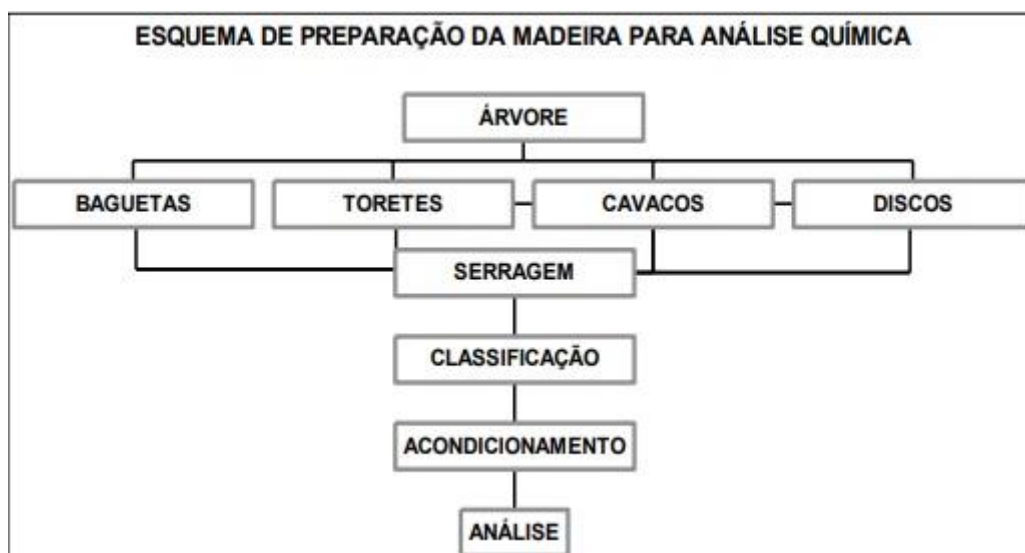 ESQUEMA DE PREPARAÇÃO DA MADEIRA PARA ANÁLISE QUÍMICA
ÁRVORE
BAGUETAS
TORETES
CAVACOS
DISCOS
SERRAGEM
CLASSIFICAÇÃO
ACONDICIONAMENTO
ANÁLISE